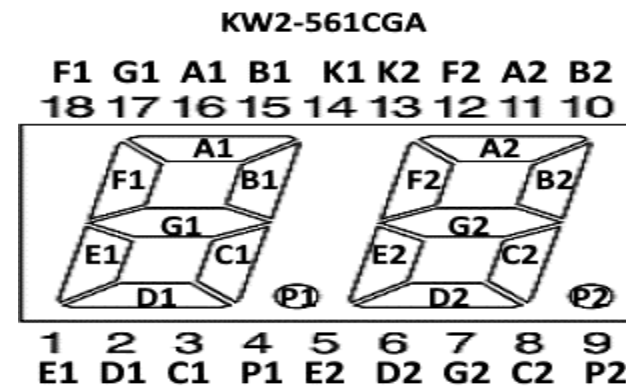 KW2-561CGA
F1 G1 A1 B1 K1 K2 F2 A2 B2
18 17 16 15 14 13 12 11 10
A1 A2
F1 B1 F2 B2
G1 G2
E1 C1 E2 C2
D1 P1 D2 P2
1 2 3 4 5 6 7 8 9
E1 D1 C1 P1 E2 D2 G2 C2 P2